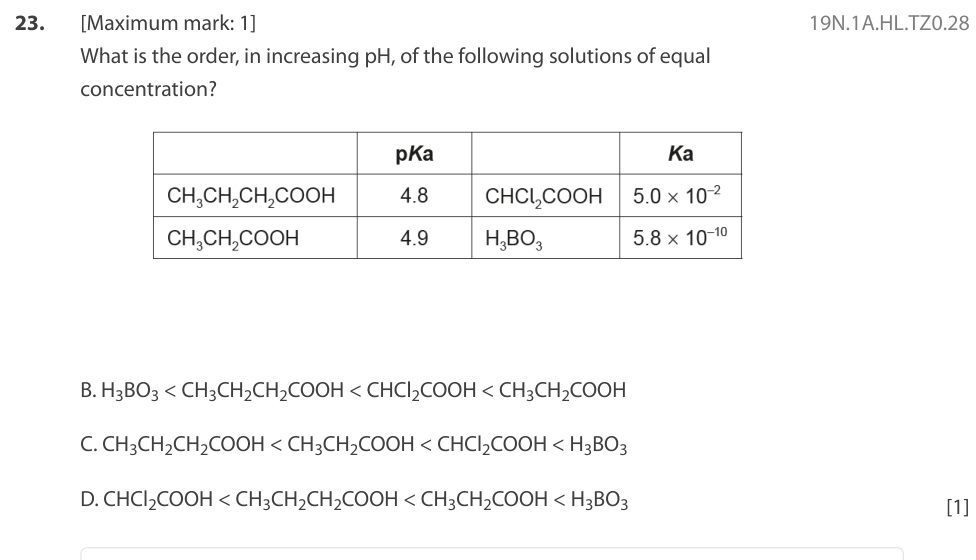 23. [Maximum mark: 1] 19N.1A.HL.TZ0.28
What is the order, in increasing pH, of the following solutions of equal
concentration?
pKa Ka
CH₃CH₂CH₂COOH 4.8 CHCl₂COOH 5.0 × 10⁻²
CH₃CH₂COOH 4.9 H₃BO₃ 5.8 × 10⁻¹⁰
B. H₃BO₃ < CH₃CH₂CH₂COOH < CHCl₂COOH < CH₃CH₂COOH
C. CH₃CH₂CH₂COOH < CH₃CH₂COOH < CHCl₂COOH < H₃BO₃
D. CHCl₂COOH < CH₃CH₂CH₂COOH < CH₃CH₂COOH < H₃BO₃
[1]